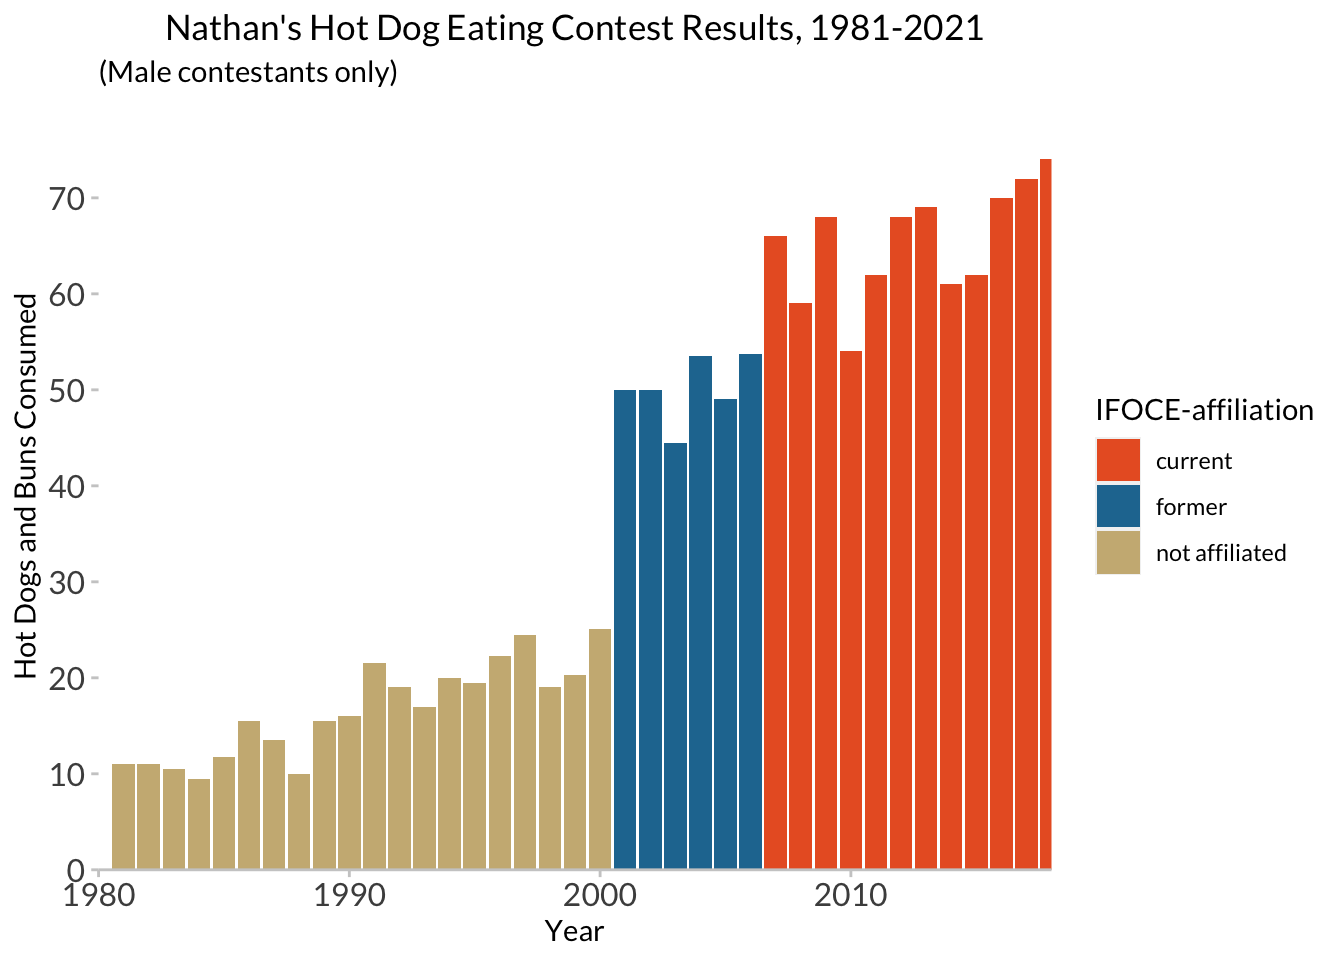 Nathan's Hot Dog Eating Contest Results, 1981-2021
(Male contestants only)
Hot Dogs and Buns Consumed
70
60
50
40
30
20
10
0
1980 1990 2000 2010
Year
IFOCE-affiliation
current
former
not affiliated